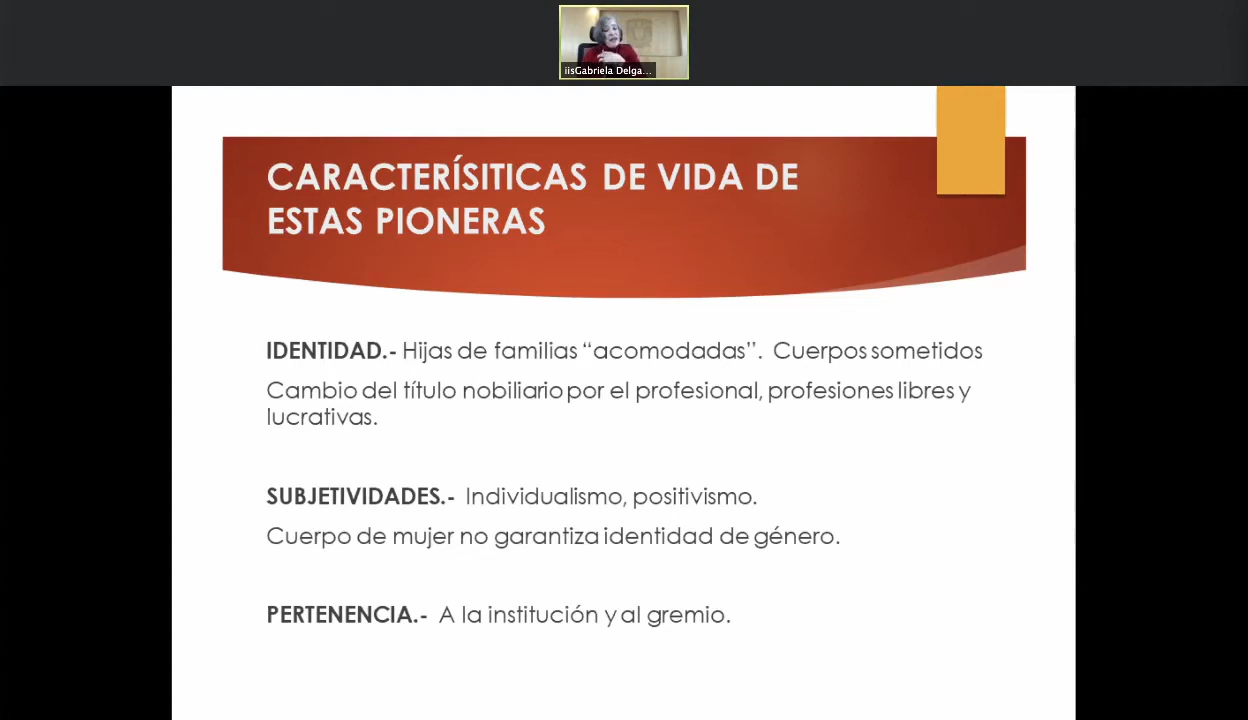 iisGabriela Delga...
CARACTERÍSITICAS DE VIDA DE
ESTAS PIONERAS
IDENTIDAD.- Hijas de familias “acomodadas”. Cuerpos sometidos
Cambio del título nobiliario por el profesional, profesiones libres y
lucrativas.
SUBJETIVIDADES.- Individualismo, positivismo.
Cuerpo de mujer no garantiza identidad de género.
PERTENENCIA.- A la institución y al gremio.